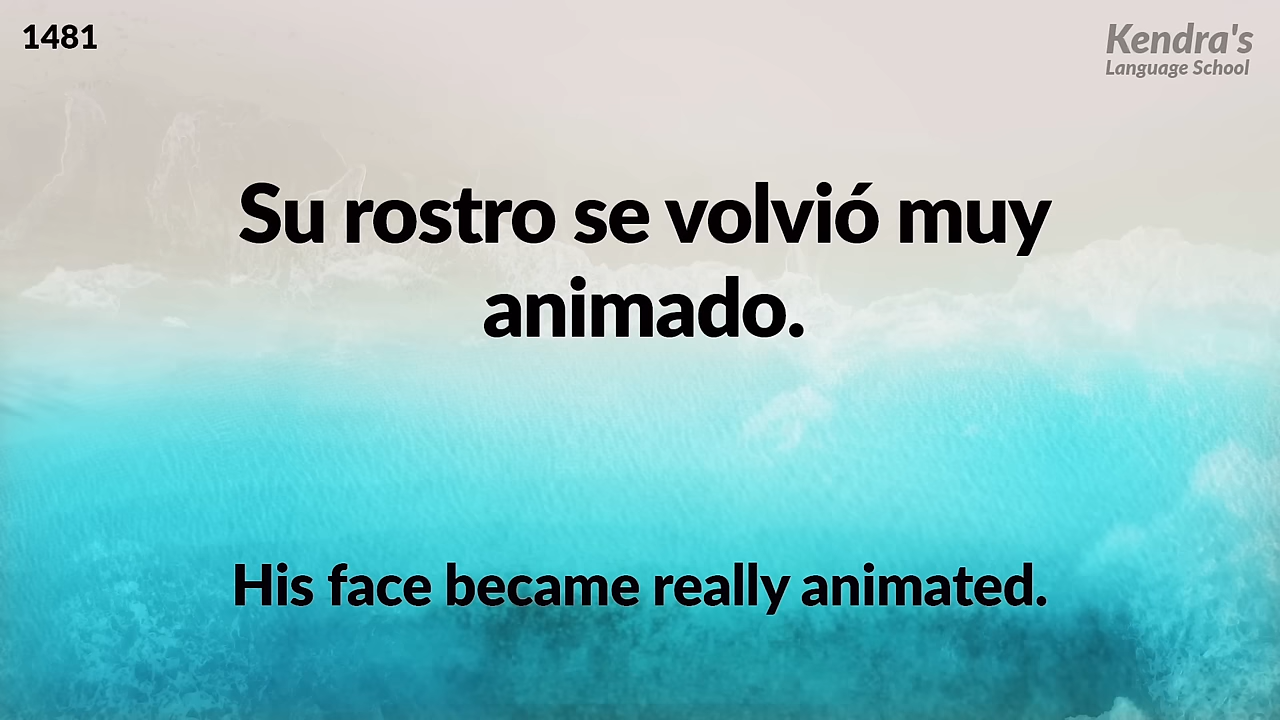 1481
Kendra's
Language School
Su rostro se volvió muy
animado.
His face became really animated.